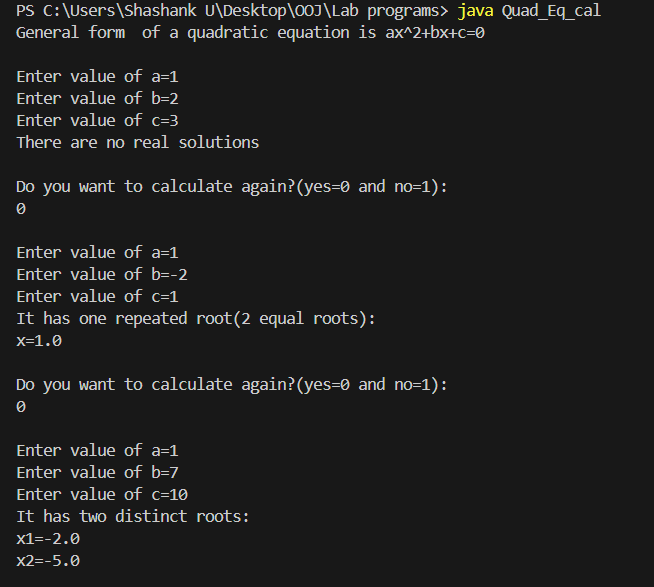 PS C:\Users\Shashank U\Desktop\OOJ\Lab programs> java Quad_Eq_cal
General form  of a quadratic equation is ax^2+bx+c=0
Enter value of a=1
Enter value of b=2
Enter value of c=3
There are no real solutions
Do you want to calculate again?(yes=0 and no=1):
0
Enter value of a=1
Enter value of b=-2
Enter value of c=1
It has one repeated root(2 equal roots):
x=1.0
Do you want to calculate again?(yes=0 and no=1):
0
Enter value of a=1
Enter value of b=7
Enter value of c=10
It has two distinct roots:
x1=-2.0
x2=-5.0